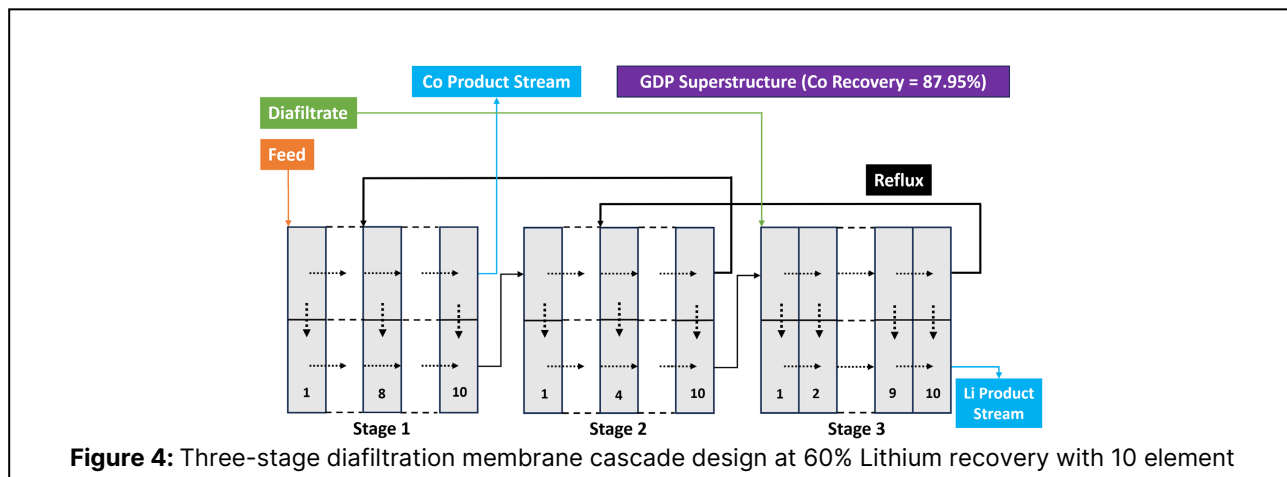 Co Product Stream
GDP Superstructure (Co Recovery = 87.95%)
Diafiltrate
Feed
Reflux
1
8
10
1
4
10
1
2
9
10
Li Product
Stream
Stage 1
Stage 2
Stage 3
Figure 4: Three-stage diafiltration membrane cascade design at 60% Lithium recovery with 10 element